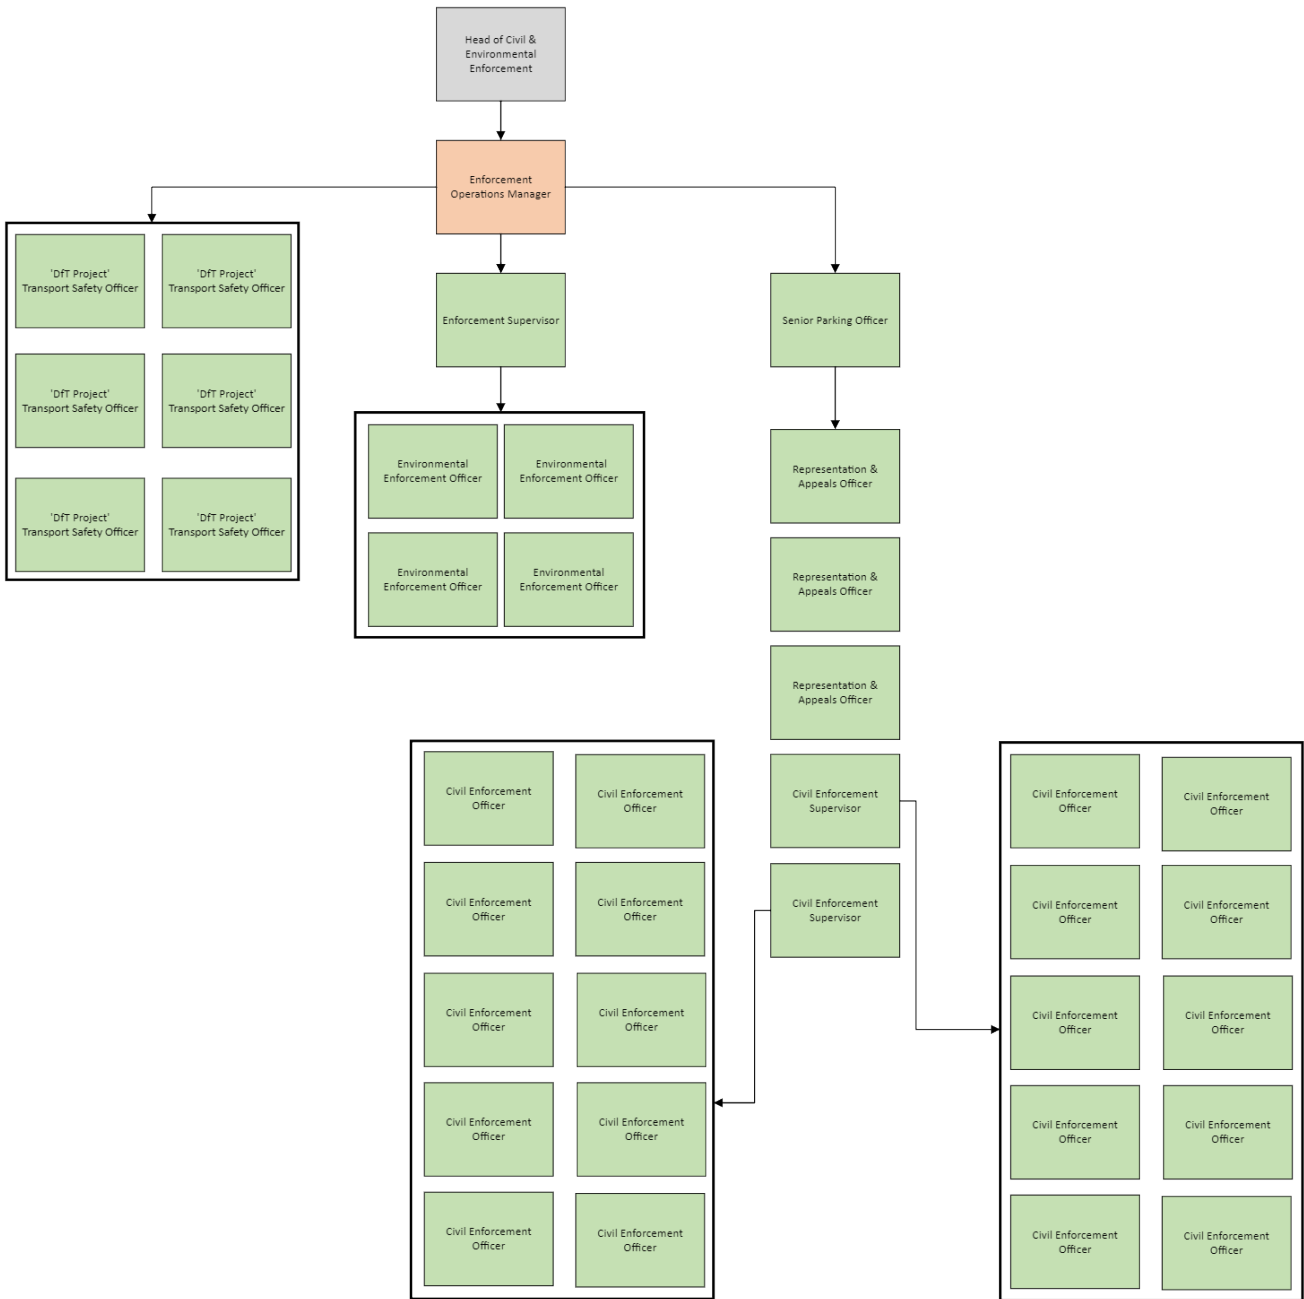 Head of Civil &
Environmental
Enforcement
Enforcement
Operations Manager
'DfT Project'
Transport Safety Officer
'DfT Project'
Transport Safety Officer
'DfT Project'
Transport Safety Officer
'DfT Project'
Transport Safety Officer
'DfT Project'
Transport Safety Officer
'DfT Project'
Transport Safety Officer
Enforcement Supervisor
Environmental
Enforcement Officer
Environmental
Enforcement Officer
Environmental
Enforcement Officer
Environmental
Enforcement Officer
Senior Parking Officer
Representation &
Appeals Officer
Representation &
Appeals Officer
Representation &
Appeals Officer
Civil Enforcement
Supervisor
Civil Enforcement
Supervisor
Civil Enforcement
Officer
Civil Enforcement
Officer
Civil Enforcement
Officer
Civil Enforcement
Officer
Civil Enforcement
Officer
Civil Enforcement
Officer
Civil Enforcement
Officer
Civil Enforcement
Officer
Civil Enforcement
Officer
Civil Enforcement
Officer
Civil Enforcement
Officer
Civil Enforcement
Officer
Civil Enforcement
Officer
Civil Enforcement
Officer
Civil Enforcement
Officer
Civil Enforcement
Officer
Civil Enforcement
Officer
Civil Enforcement
Officer
Civil Enforcement
Officer
Civil Enforcement
Officer